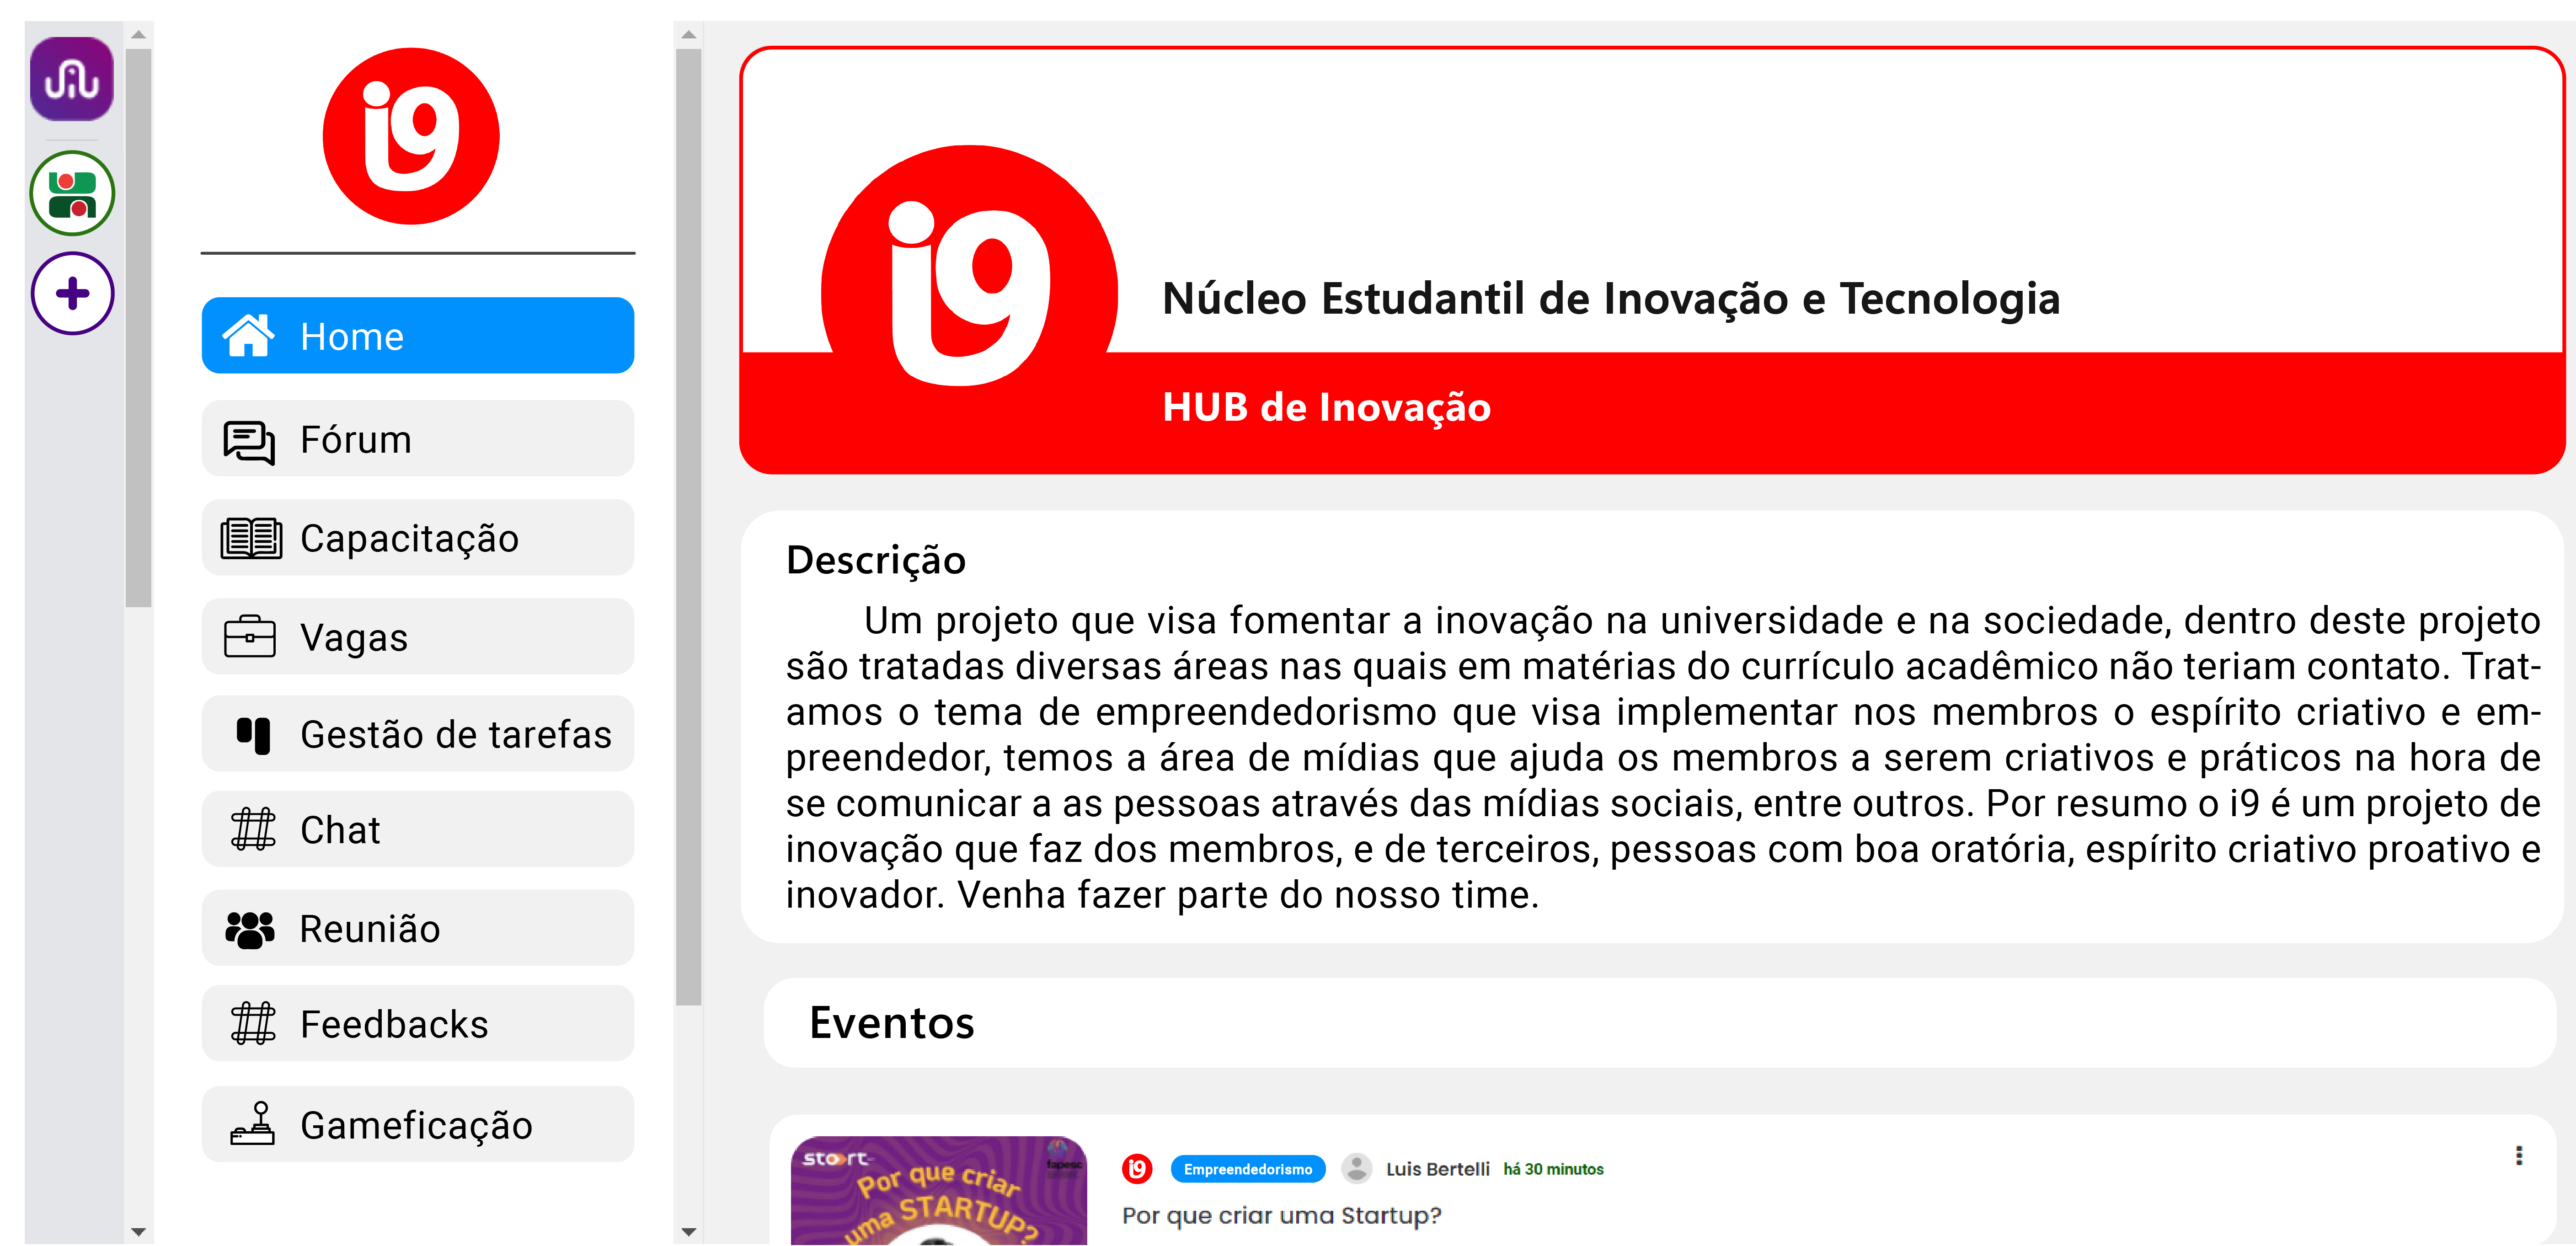 i9
Home
Fórum
Capacitação
Vagas
Gestão de tarefas
Chat
Reunião
Feedbacks
Gameficação
i9
Núcleo Estudantil de Inovação e Tecnologia
HUB de Inovação
Descrição
Um projeto que visa fomentar a inovação na universidade e na sociedade, dentro deste projeto
são tratadas diversas áreas nas quais em matérias do currículo acadêmico não teriam contato. Trat-
amos o tema de empreendedorismo que visa implementar nos membros o espírito criativo e em-
preendedor, temos a área de mídias que ajuda os membros a serem criativos e práticos na hora de
se comunicar a as pessoas através das mídias sociais, entre outros. Por resumo o i9 é um projeto de
inovação que faz dos membros, e de terceiros, pessoas com boa oratória, espírito criativo proativo e
inovador. Venha fazer parte do nosso time.
Eventos
stoort
fapesc
Por que criar
uma STARTUP?
i9 Empreendedorismo Luis Bertelli há 30 minutos
Por que criar uma Startup?